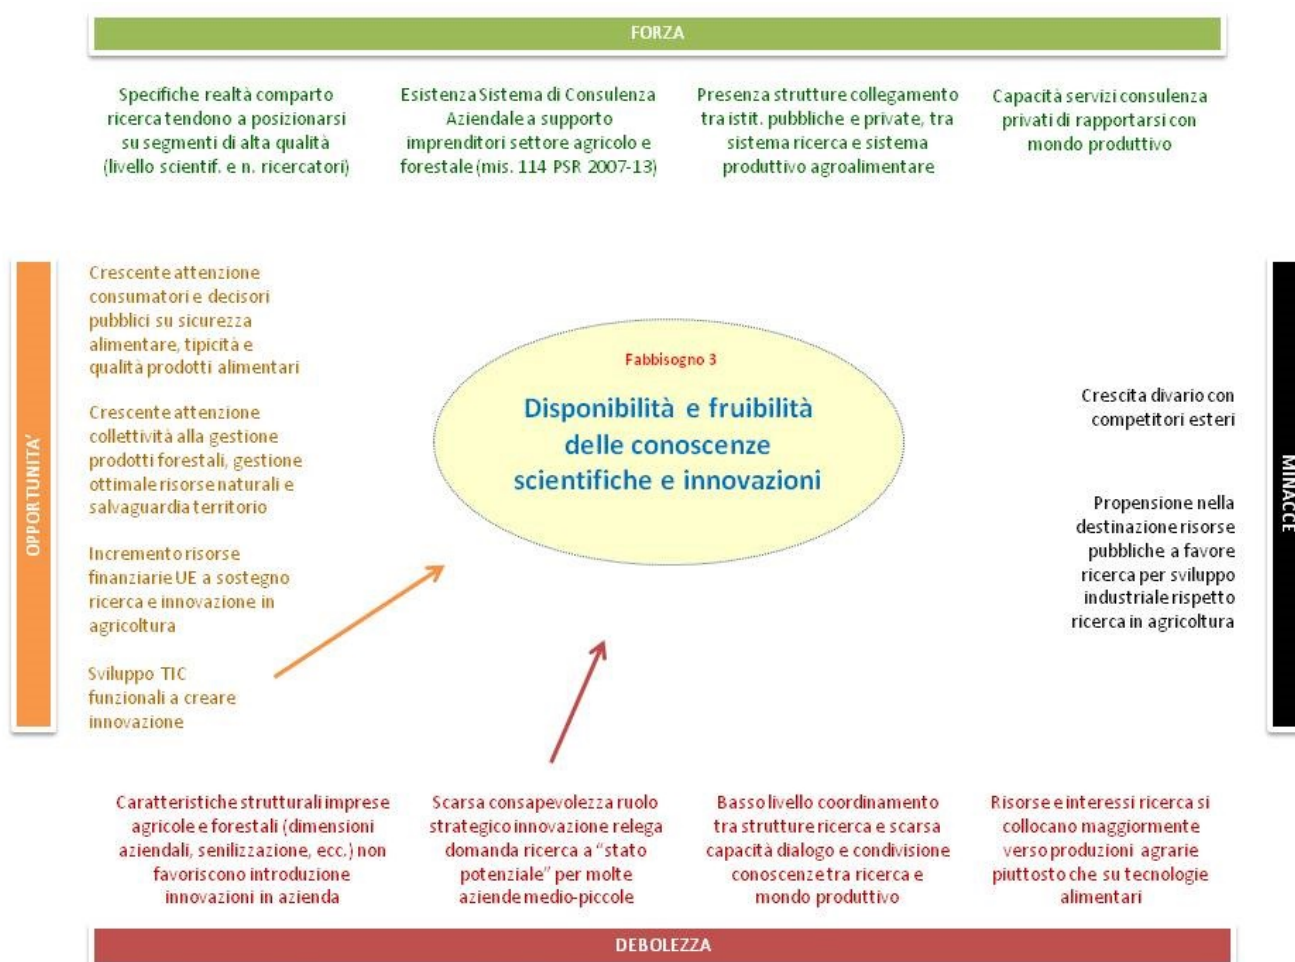 FORZA
Specifiche realtà comparto
ricerca tendono a posizionarsi
su segmenti di alta qualità
(livello scientif. e n. ricercatori)
Esistenza Sistema di Consulenza
Aziendale a supporto
imprenditori settore agricolo e
forestale (mis. 114 PSR 2007-13)
Presenza strutture collegamento
tra istit. pubbliche e private, tra
sistema ricerca e sistema
produttivo agroalimentare
Capacità servizi consulenza
privati di rapportarsi con
mondo produttivo
OPPORTUNITA’
Crescente attenzione
consumatori e decisori
pubblici su sicurezza
alimentare, tipicità e
qualità prodotti alimentari
Crescente attenzione
collettività alla gestione
prodotti forestali, gestione
ottimale risorse naturali e
salvaguardia territorio
Incremento risorse
finanziarie UE a sostegno
ricerca e innovazione in
agricoltura
Sviluppo TIC
funzionali a creare
innovazione
Fabbisogno 3
Disponibilità e fruibilità
delle conoscenze
scientifiche e innovazioni
Crescita divario con
competitori esteri
Propensione nella
destinazione risorse
pubbliche a favore
ricerca per sviluppo
industriale rispetto
ricerca in agricoltura
MINACCE
Caratteristiche strutturali imprese
agricole e forestali (dimensioni
aziendali, senilizzazione, ecc.) non
favoriscono introduzione
innovazioni in azienda
Scarsa consapevolezza ruolo
strategico innovazione relega
domanda ricerca a “stato
potenziale” per molte
aziende medio-piccole
Basso livello coordinamento
tra strutture ricerca e scarsa
capacità dialogo e condivisione
conoscenze tra ricerca e
mondo produttivo
Risorse e interessi ricerca si
collocano maggiormente
verso produzioni agrarie
piuttosto che su tecnologie
alimentari
DEBOLEZZA